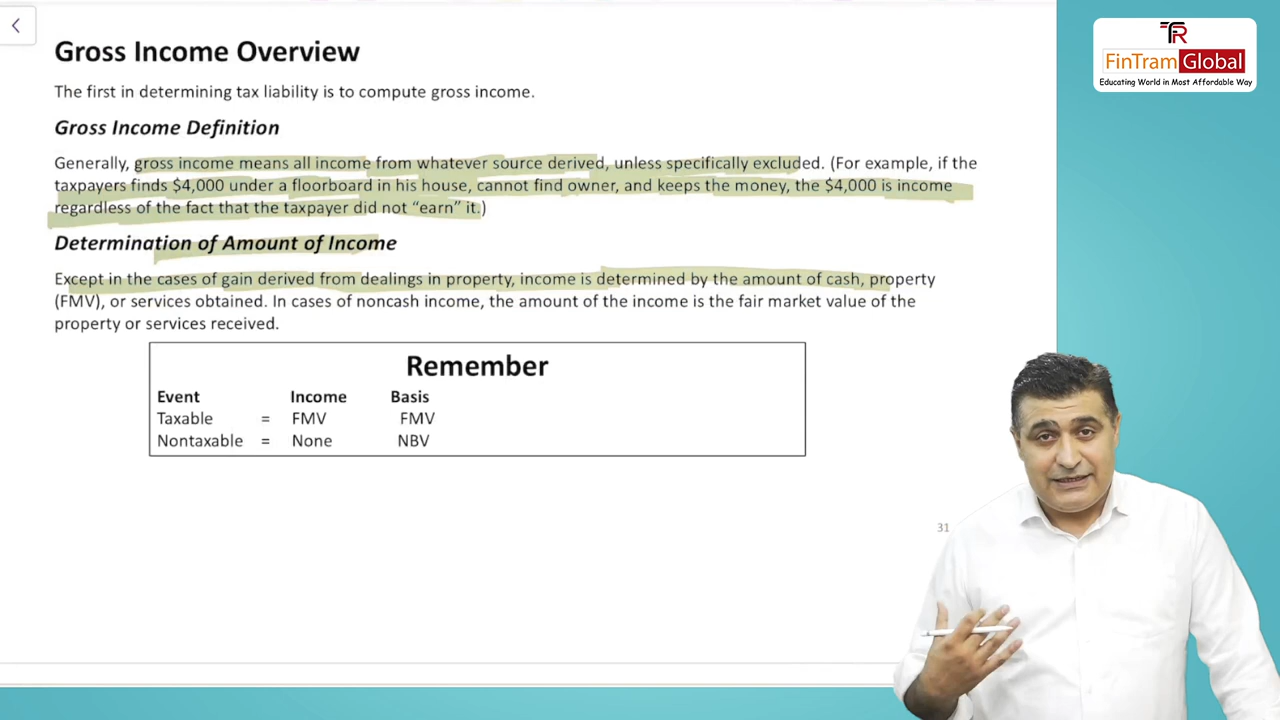 Gross Income Overview
The first in determining tax liability is to compute gross income.
Gross Income Definition
Generally, gross income means all income from whatever source derived, unless specifically excluded. (For example, if the
taxpayers finds $4,000 under a floorboard in his house, cannot find owner, and keeps the money, the $4,000 is income
regardless of the fact that the taxpayer did not “earn” it.)
Determination of Amount of Income
Except in the cases of gain derived from dealings in property, income is determined by the amount of cash, property
(FMV), or services obtained. In cases of noncash income, the amount of the income is the fair market value of the
property or services received.
Remember
Event Income Basis
Taxable = FMV FMV
Nontaxable = None NBV
31
FinTram Global
Educating World in Most Affordable Way